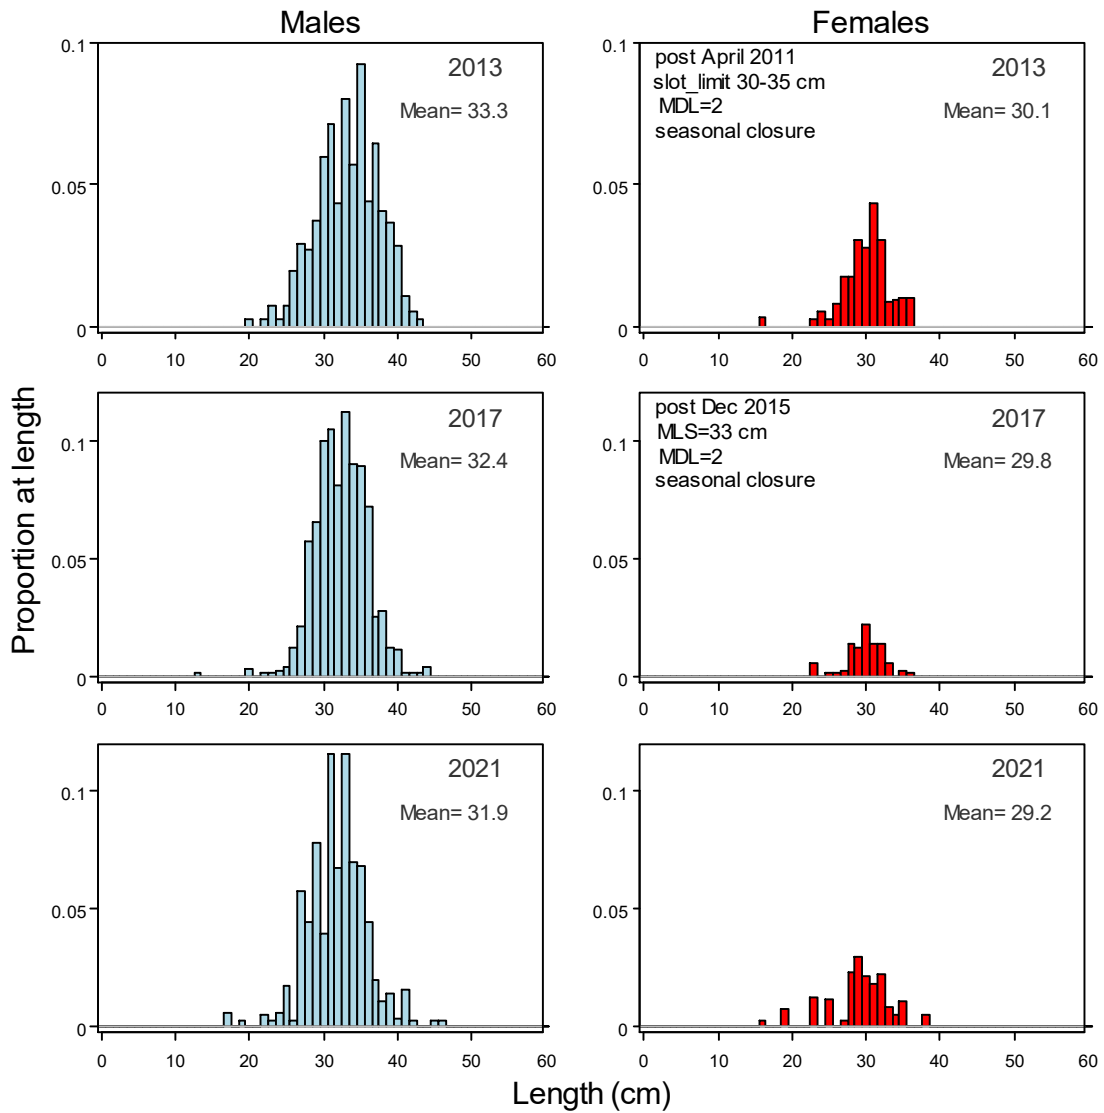 Males
Females
0.1
0.05
0
2013
Mean= 33.3
0 10 20 30 40 50 60
0.1
0.05
0
post April 2011
slot_limit 30-35 cm
MDL=2
seasonal closure
2013
Mean= 30.1
0 10 20 30 40 50 60
Proportion at length
0.1
0.05
0
2017
Mean= 32.4
0 10 20 30 40 50 60
0.1
0.05
0
post Dec 2015
MLS=33 cm
MDL=2
seasonal closure
2017
Mean= 29.8
0 10 20 30 40 50 60
0.1
0.05
0
2021
Mean= 31.9
0 10 20 30 40 50 60
0.1
0.05
0
2021
Mean= 29.2
0 10 20 30 40 50 60
Length (cm)